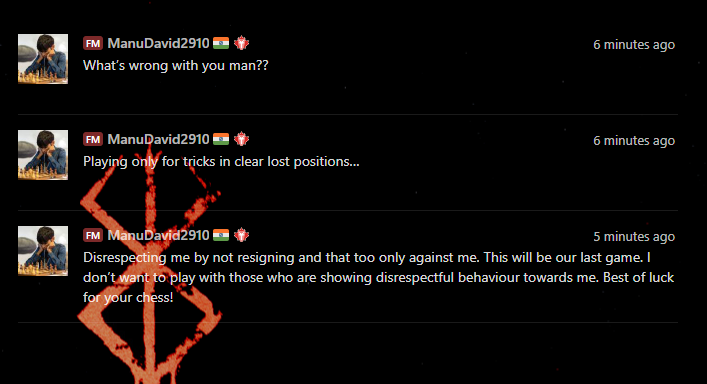 FM ManuDavid2910 6 minutes ago
What's wrong with you man??
FM ManuDavid2910 6 minutes ago
Playing only for tricks in clear lost positions...
FM ManuDavid2910 5 minutes ago
Disrespecting me by not resigning and that too only against me. This will be our last game. I
don't want to play with those who are showing disrespectful behaviour towards me. Best of luck
for your chess!